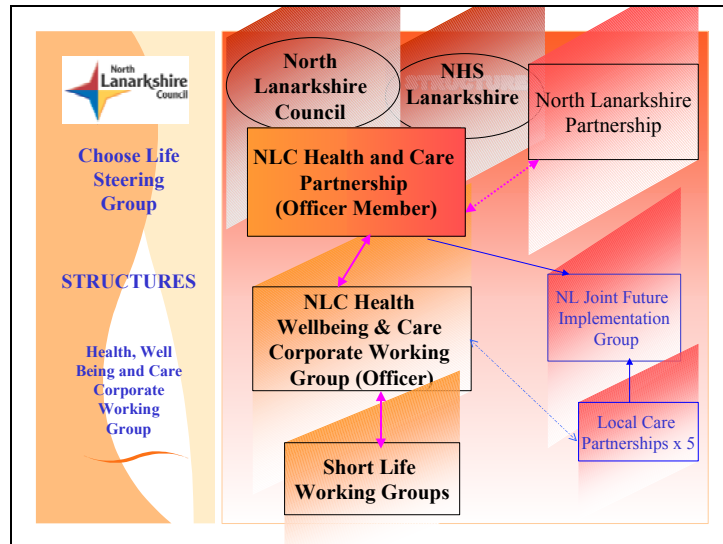 North
Lanarkshire
Council
Choose Life
Steering
Group
STRUCTURES
Health, Well
Being and Care
Corporate
Working
Group
North
Lanarkshire
Council
NHS
STRUCTURE
Lanarkshire
North Lanarkshire
Partnership
NLC Health and Care
Partnership
(Officer Member)
NLC Health
Wellbeing & Care
Corporate Working
Group (Officer)
NL Joint Future
Implementation
Group
Local Care
Partnerships x 5
Short Life
Working Groups